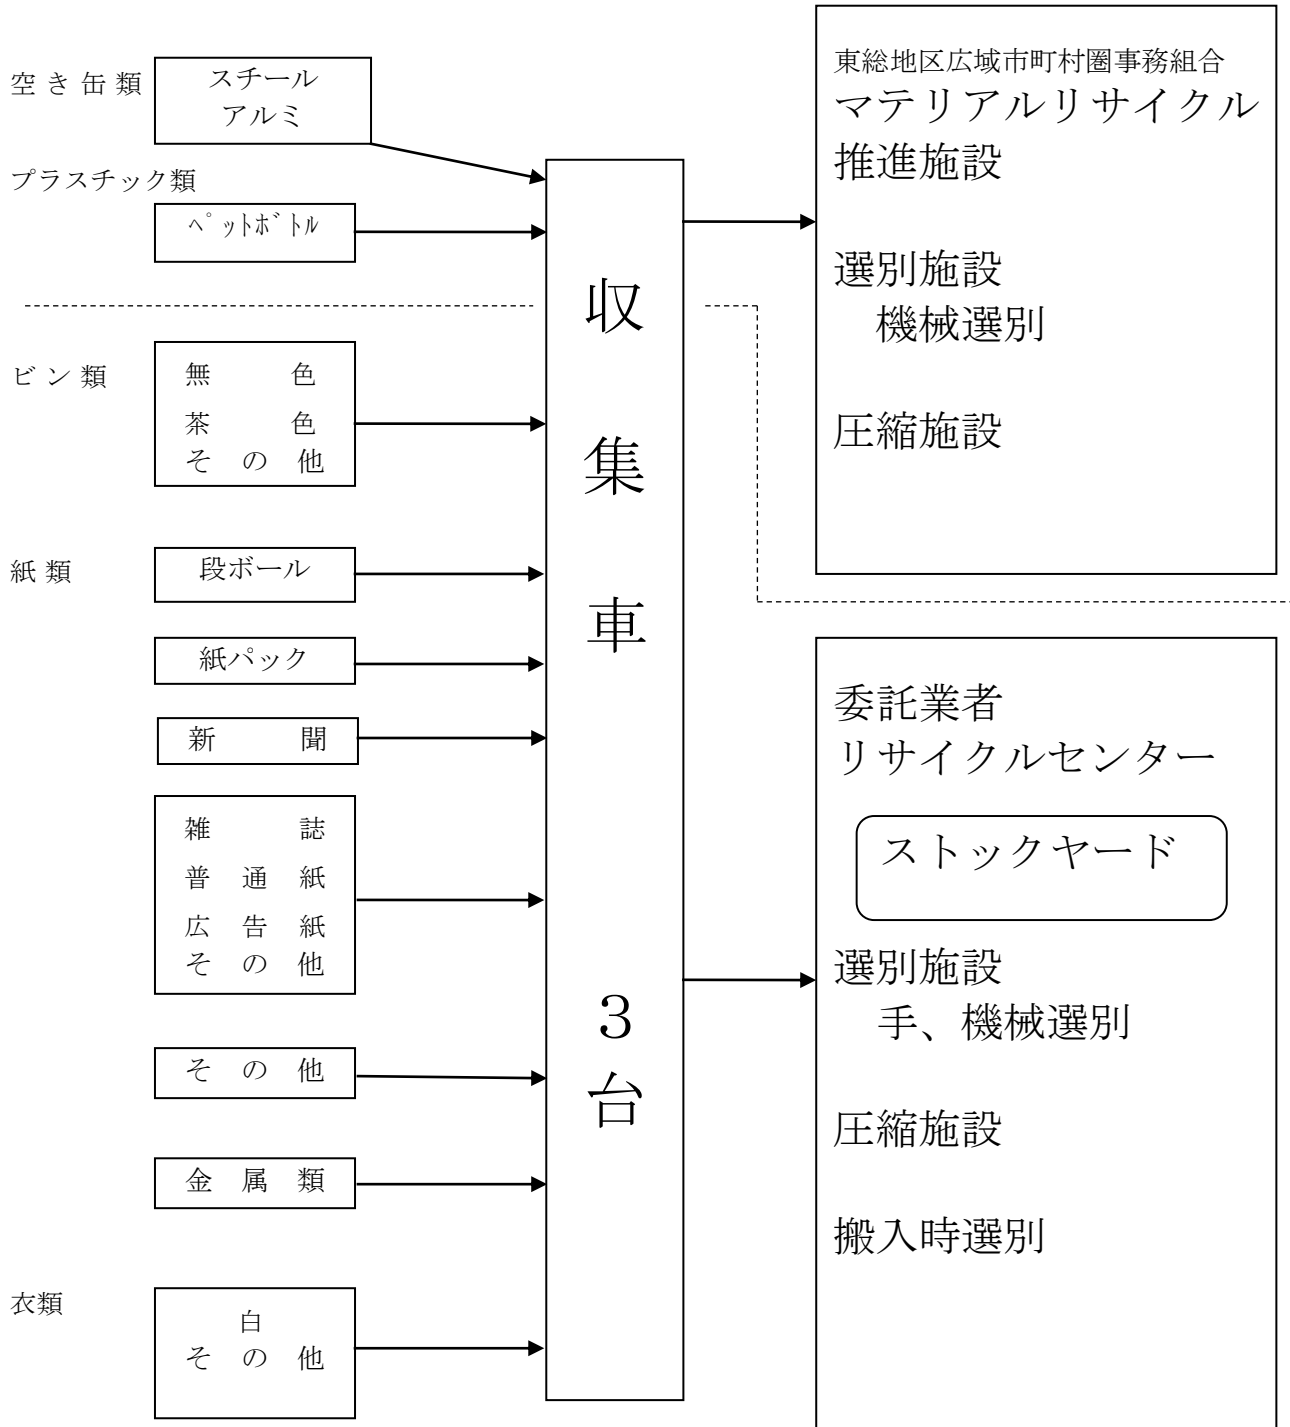 空き缶類
スチール
アルミ
プラスチック類
ﾍﾟｯﾄﾎﾞﾄﾙ
ビン類
無色
茶色
その他
紙類
段ボール
紙パック
新聞
雑誌
普通紙
広告紙
その他
その他
金属類
衣類
白
その他
収集車 3台
東総地区広域市町村圏事務組合
マテリアルリサイクル
推進施設
選別施設
機械選別
圧縮施設
委託業者
リサイクルセンター
ストックヤード
選別施設
手、機械選別
圧縮施設
搬入時選別